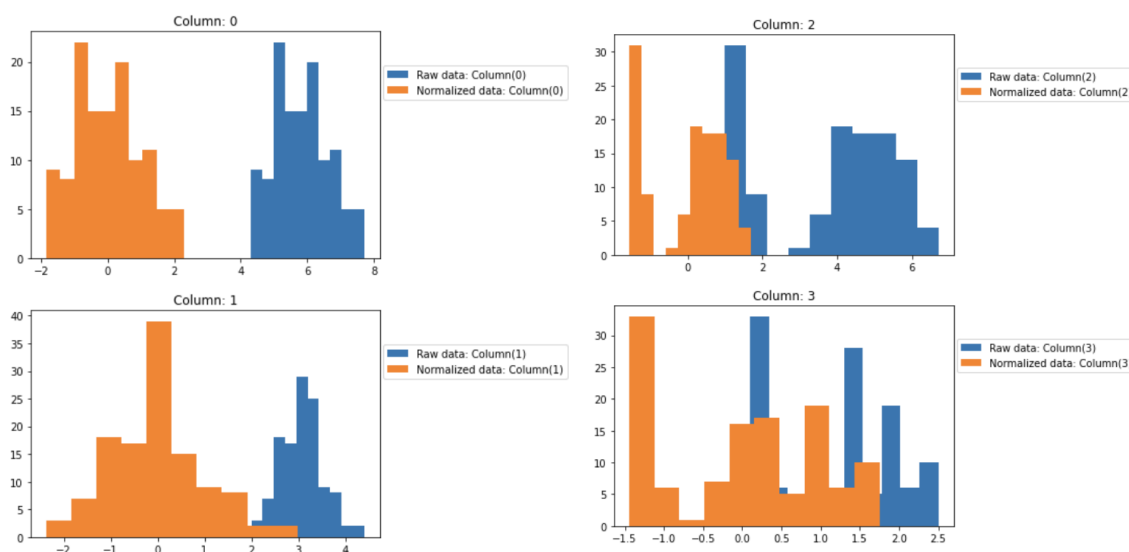 Column: 0
20
15
10
5
0
−2 0 2 4 6 8
Raw data: Column(0)
Normalized data: Column(0)
Column: 2
30
25
20
15
10
5
0
0 2 4 6
Raw data: Column(2)
Normalized data: Column(2
Column: 1
40
35
30
25
20
15
10
5
0
−2 −1 0 1 2 3 4
Raw data: Column(1)
Normalized data: Column(1)
Column: 3
30
25
20
15
10
5
0
−1.5 −1.0 −0.5 0.0 0.5 1.0 1.5 2.0 2.5
Raw data: Column(3)
Normalized data: Column(3